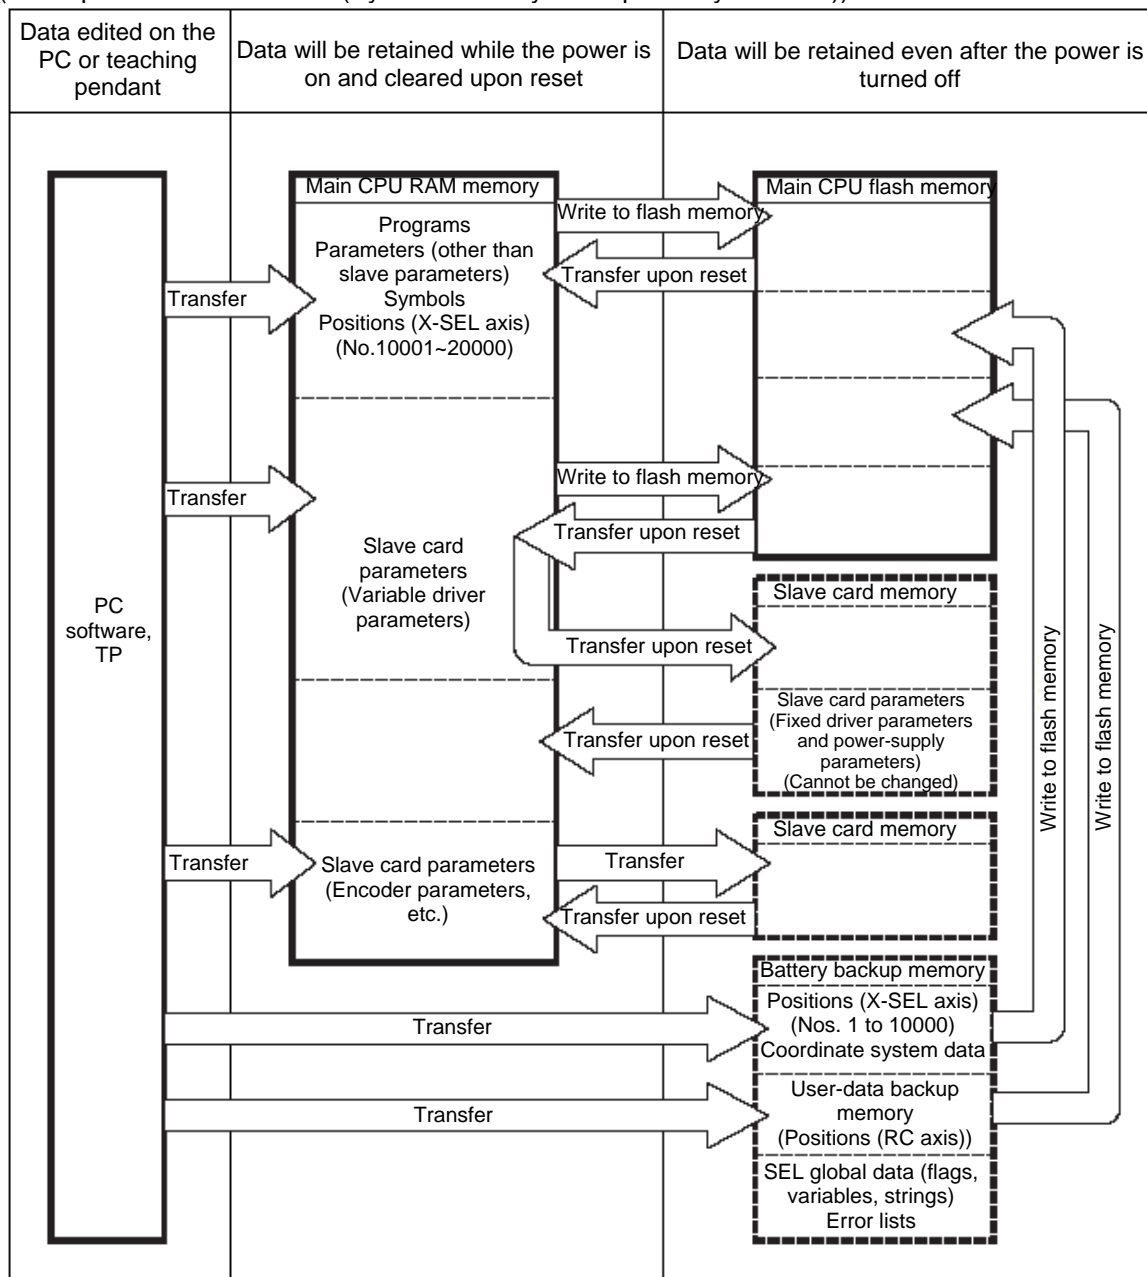 Data edited on the
PC or teaching
pendant
Data will be retained while the power is
on and cleared upon reset
Data will be retained even after the power is
turned off
PC
software,
TP
Transfer
Transfer
Transfer
Main CPU RAM memory
Programs
Parameters (other than
slave parameters)
Symbols
Positions (X-SEL axis)
(No.10001~20000)
Slave card
parameters
(Variable driver
parameters)
Slave card parameters
(Encoder parameters,
etc.)
Write to flash memory
Transfer upon reset
Write to flash memory
Transfer upon reset
Transfer upon reset
Transfer upon reset
Transfer
Transfer upon reset
Transfer
Transfer
Main CPU flash memory
Slave card memory
Slave card parameters
(Fixed driver parameters
and power-supply
parameters)
(Cannot be changed)
Slave card memory
Battery backup memory
Positions (X-SEL axis)
(Nos. 1 to 10000)
Coordinate system data
User-data backup
memory
(Positions (RC axis))
SEL global data (flags,
variables, strings)
Error lists
Write to flash memory
Write to flash memory